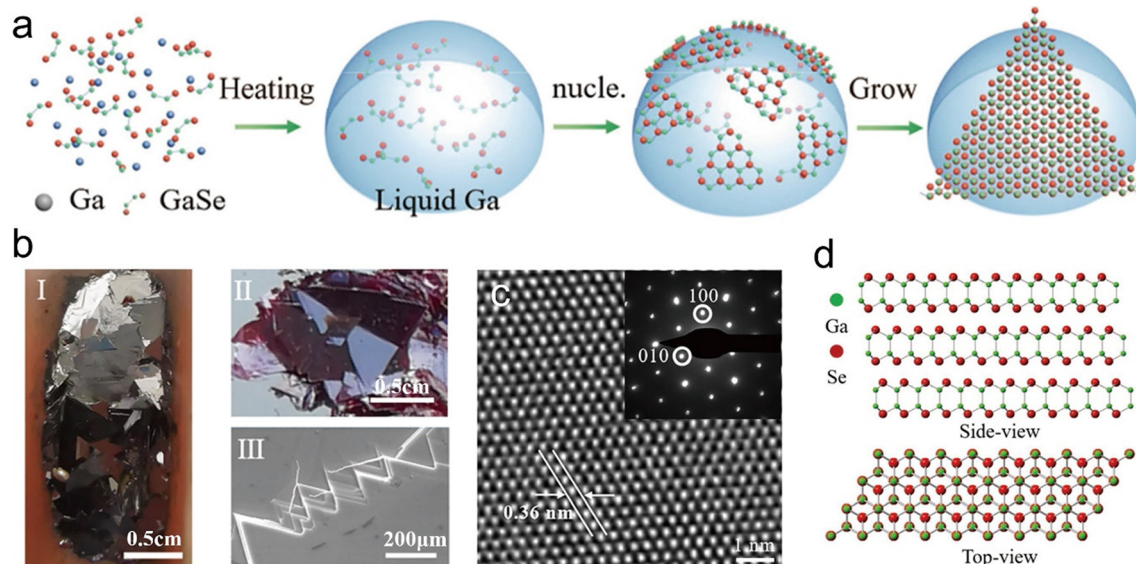 a
Heating
nucle.
Grow
Ga
GaSe
Liquid Ga
b
I
0.5cm
II
0.5cm
III
200μm
c
100
010
0.36 nm
1 nm
d
Ga
Se
Side-view
Top-view